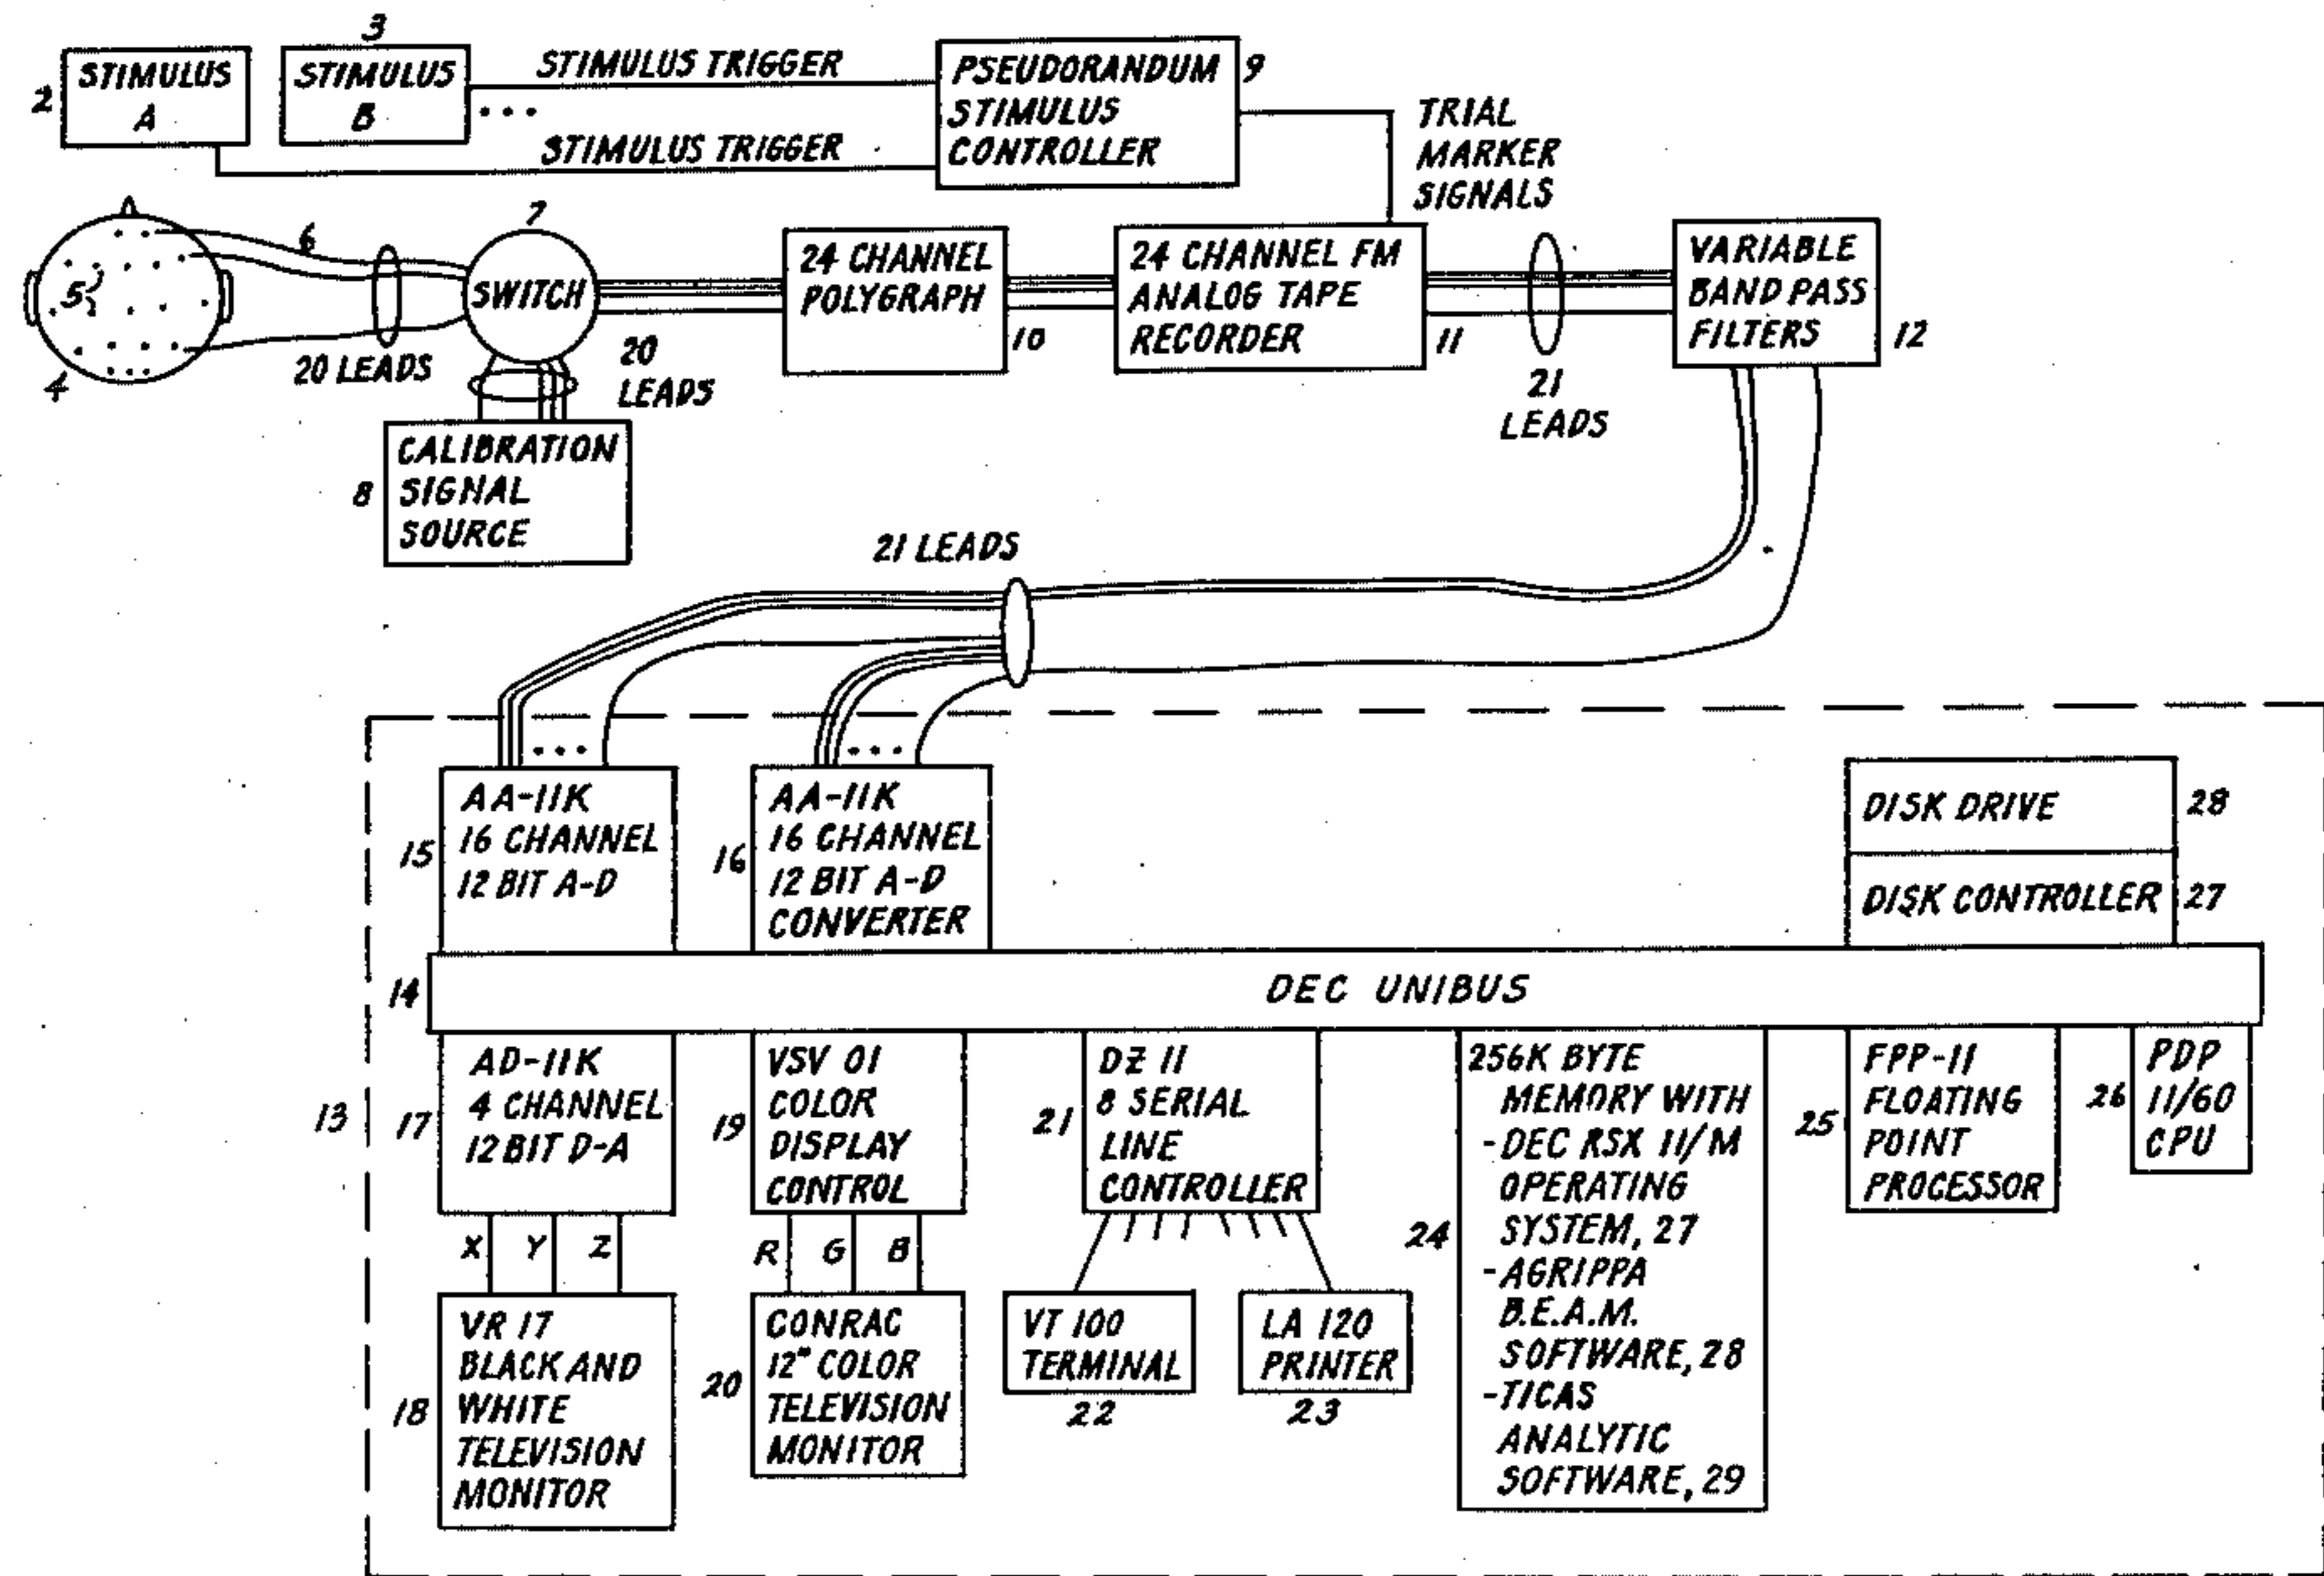 3
2
STIMULUS
A
STIMULUS
B
...
STIMULUS TRIGGER
STIMULUS TRIGGER
PSEUDORANDUM
STIMULUS
CONTROLLER
9
TRIAL
MARKER
SIGNALS
4
5
6
20 LEADS
7
SWITCH
20
LEADS
8
CALIBRATION
SIGNAL
SOURCE
24 CHANNEL
POLYGRAPH
10
24 CHANNEL FM
ANALOG TAPE
RECORDER
11
21
LEADS
VARIABLE
BAND PASS
FILTERS
12
21 LEADS
13
14
DEC UNIBUS
...
15
AA-11K
16 CHANNEL
12 BIT A-D
...
16
AA-11K
16 CHANNEL
12 BIT A-D
CONVERTER
DISK DRIVE
28
DISK CONTROLLER
27
17
AD-11K
4 CHANNEL
12 BIT D-A
X Y Z
18
VR 17
BLACK AND
WHITE
TELEVISION
MONITOR
19
VSV 01
COLOR
DISPLAY
CONTROL
R G B
20
CONRAC
12" COLOR
TELEVISION
MONITOR
21
DZ 11
8 SERIAL
LINE
CONTROLLER
VT 100
TERMINAL
22
LA 120
PRINTER
23
24
256K BYTE
MEMORY WITH
-DEC RSX 11/M
OPERATING
SYSTEM, 27
-AGRIPPA
B.E.A.M.
SOFTWARE, 28
-TICAS
ANALYTIC
SOFTWARE, 29
25
FPP-11
FLOATING
POINT
PROCESSOR
26
PDP
11/60
CPU